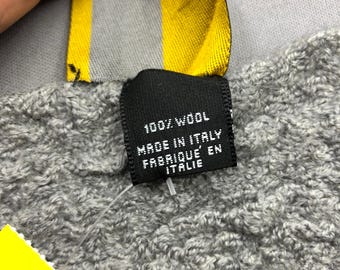 100% WOOL
MADE IN ITALY
FABRIQUÉ EN
ITALIE